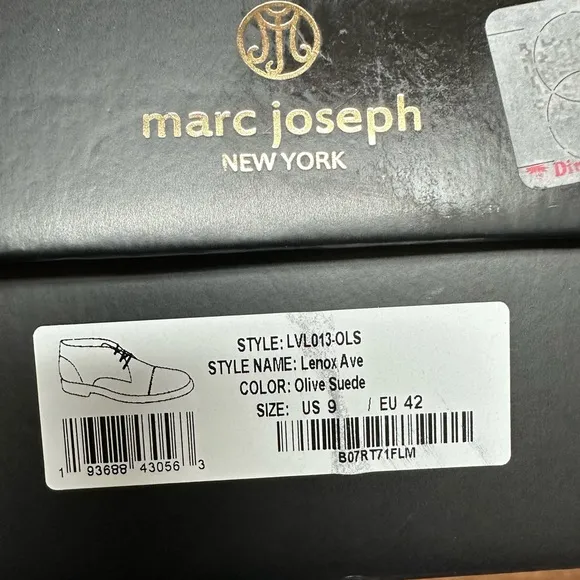 marc joseph
NEW YORK
STYLE: LVL013-OLS
STYLE NAME: Lenox Ave
COLOR: Olive Suede
SIZE: US 9 / EU 42
1 93688 43056 3
B07RT71FLM